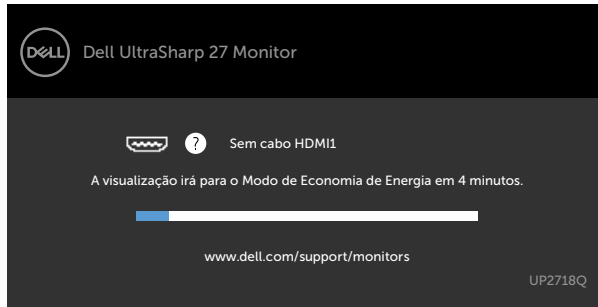 DELL Dell UltraSharp 27 Monitor
? Sem cabo HDMI1
A visualização irá para o Modo de Economia de Energia em 4 minutos.
www.dell.com/support/monitors
UP2718Q